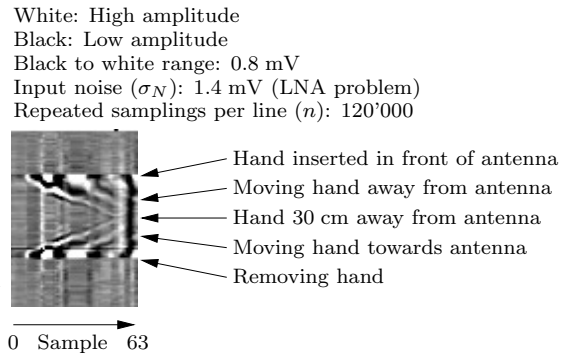 White: High amplitude
Black: Low amplitude
Black to white range: 0.8 mV
Input noise (σN): 1.4 mV (LNA problem)
Repeated samplings per line (n): 120'000
Hand inserted in front of antenna
Moving hand away from antenna
Hand 30 cm away from antenna
Moving hand towards antenna
Removing hand
0 Sample 63